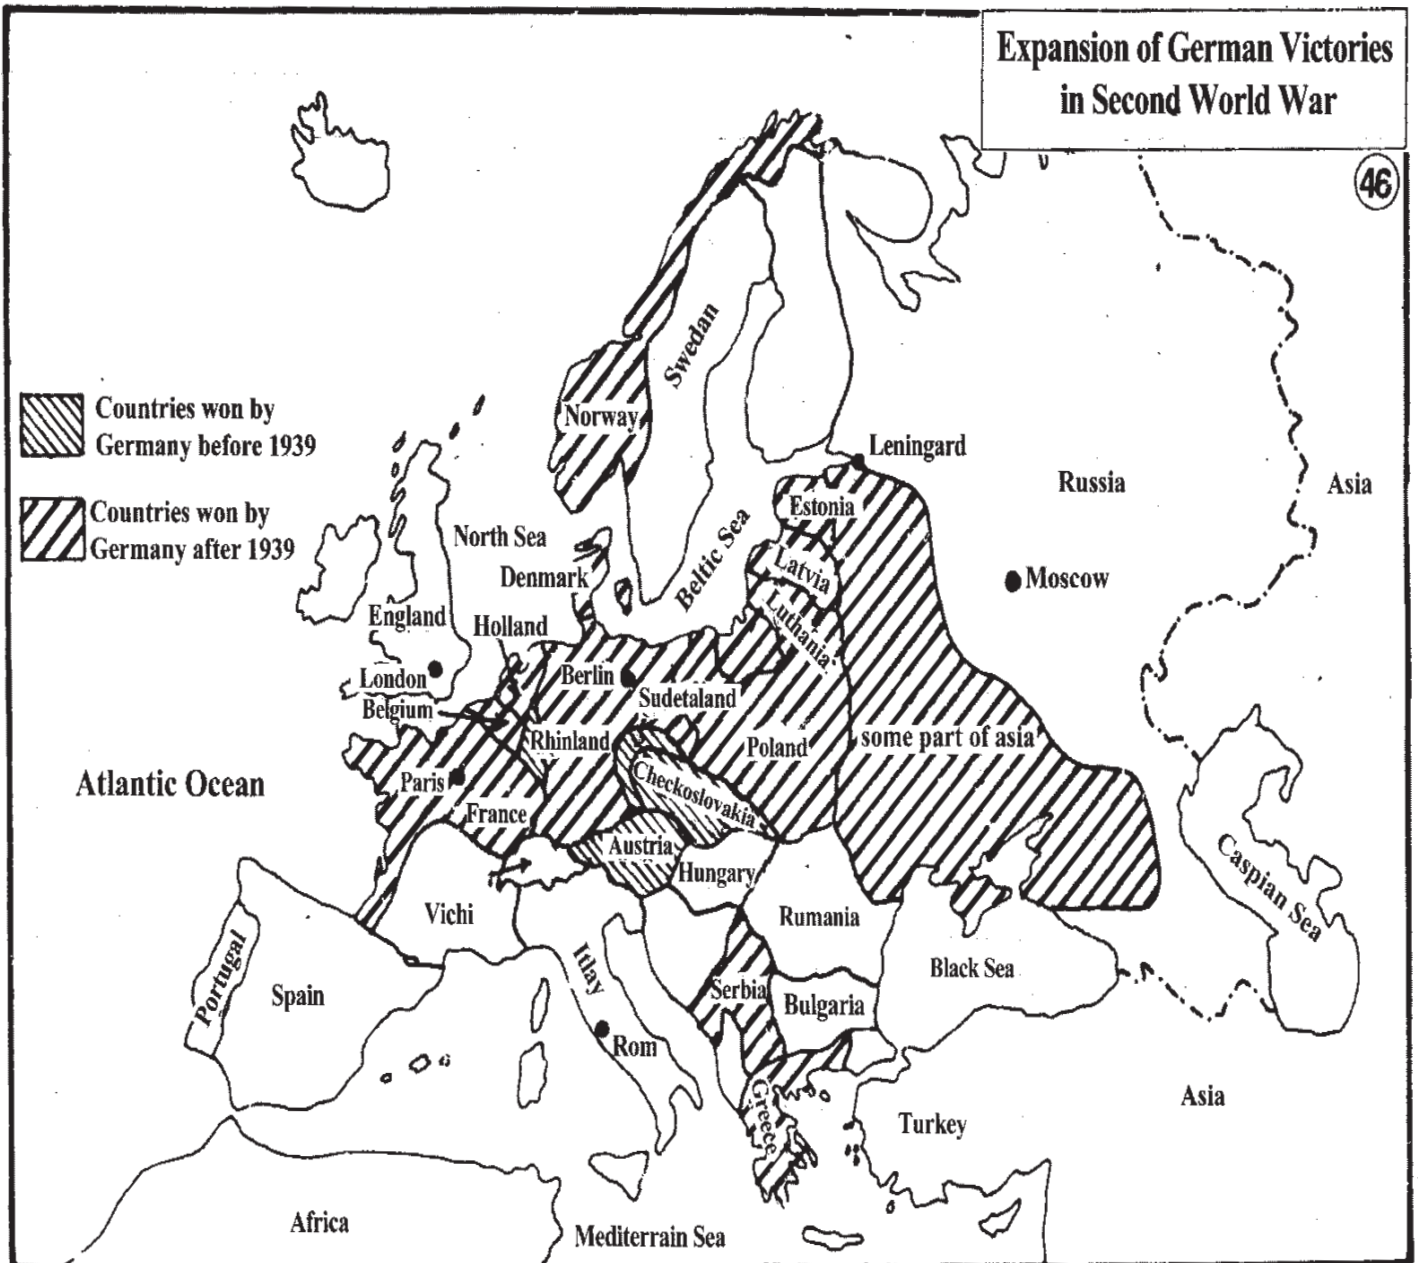 Expansion of German Victories
in Second World War
46
Countries won by
Germany before 1939
Countries won by
Germany after 1939
Swedan
Norway
Leningard
Russia
Asia
Estonia
North Sea
Beltic Sea
Latvia
Denmark
Moscow
Luthania
England
Holland
London
Berlin
Sudetaland
Belgium
Rhinland
Poland
some part of asia
Atlantic Ocean
Paris
Checkoslovakia
France
Austria
Hungary
Caspian Sea
Vichi
Rumania
Portugal
Spain
Itlay
Serbia
Bulgaria
Black Sea
Rom
Greece
Turkey
Asia
Africa
Mediterrain Sea